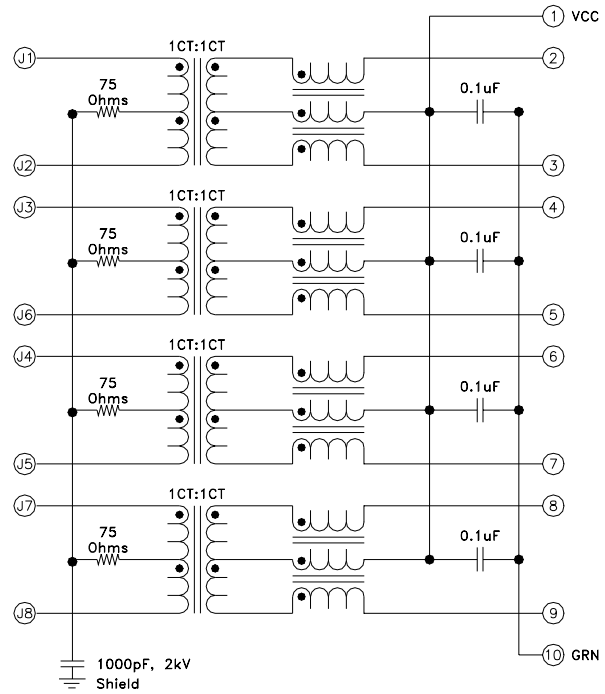 1 VCC
1CT:1CT
J1 2
75
Ohms
0.1uF
J2 3
1CT:1CT
J3 4
75
Ohms
0.1uF
J6 5
1CT:1CT
J4 6
75
Ohms
0.1uF
J5 7
1CT:1CT
J7 8
75
Ohms
0.1uF
J8 9
10 GRN
1000pF, 2kV
Shield